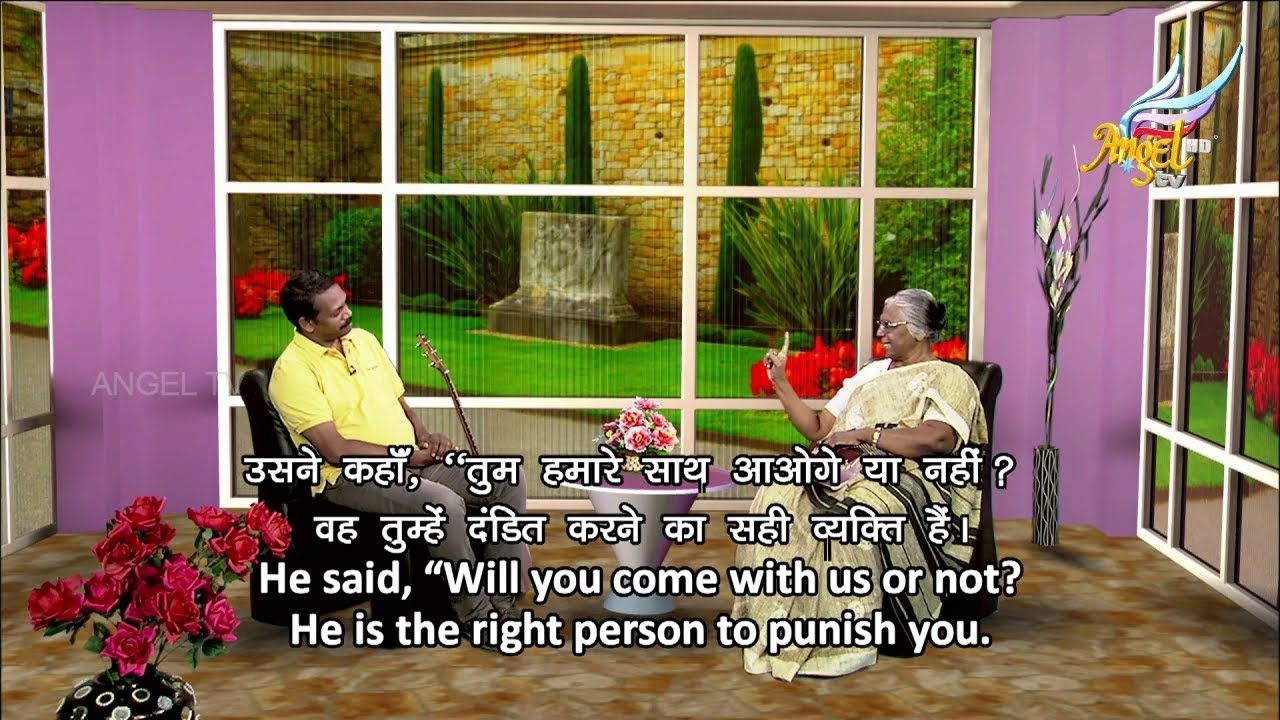 Angel HD
tv
ANGEL TV
उसने कहाँ, “तुम हमारे साथ आओगे या नहीं?
वह तुम्हें दंडित करने का सही व्यक्ति हैं।
He said, “Will you come with us or not?
He is the right person to punish you.